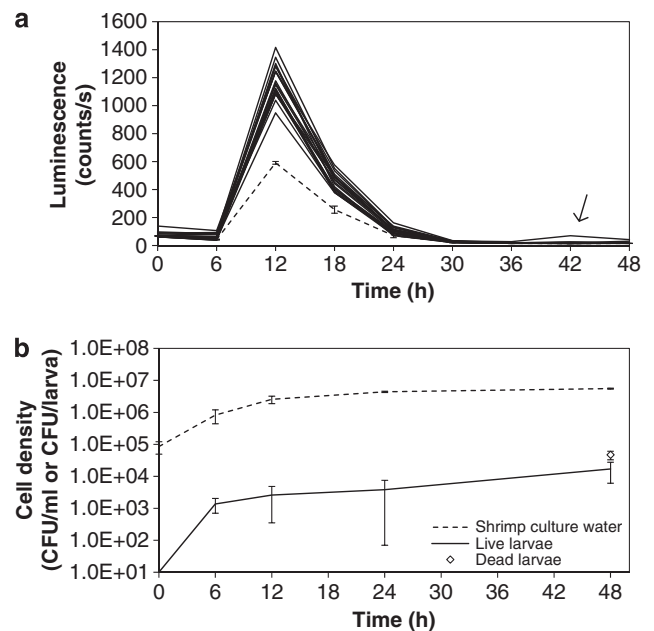 a
1600
1400
1200
1000
800
600
400
200
0
Luminescence
(counts/s)
0 6 12 18 24 30 36 42 48
Time (h)
b
1.0E+08
1.0E+07
1.0E+06
1.0E+05
1.0E+04
1.0E+03
1.0E+02
1.0E+01
Cell density
(CFU/ml or CFU/larva)
Shrimp culture water
Live larvae
Dead larvae
0 6 12 18 24 30 36 42 48
Time (h)